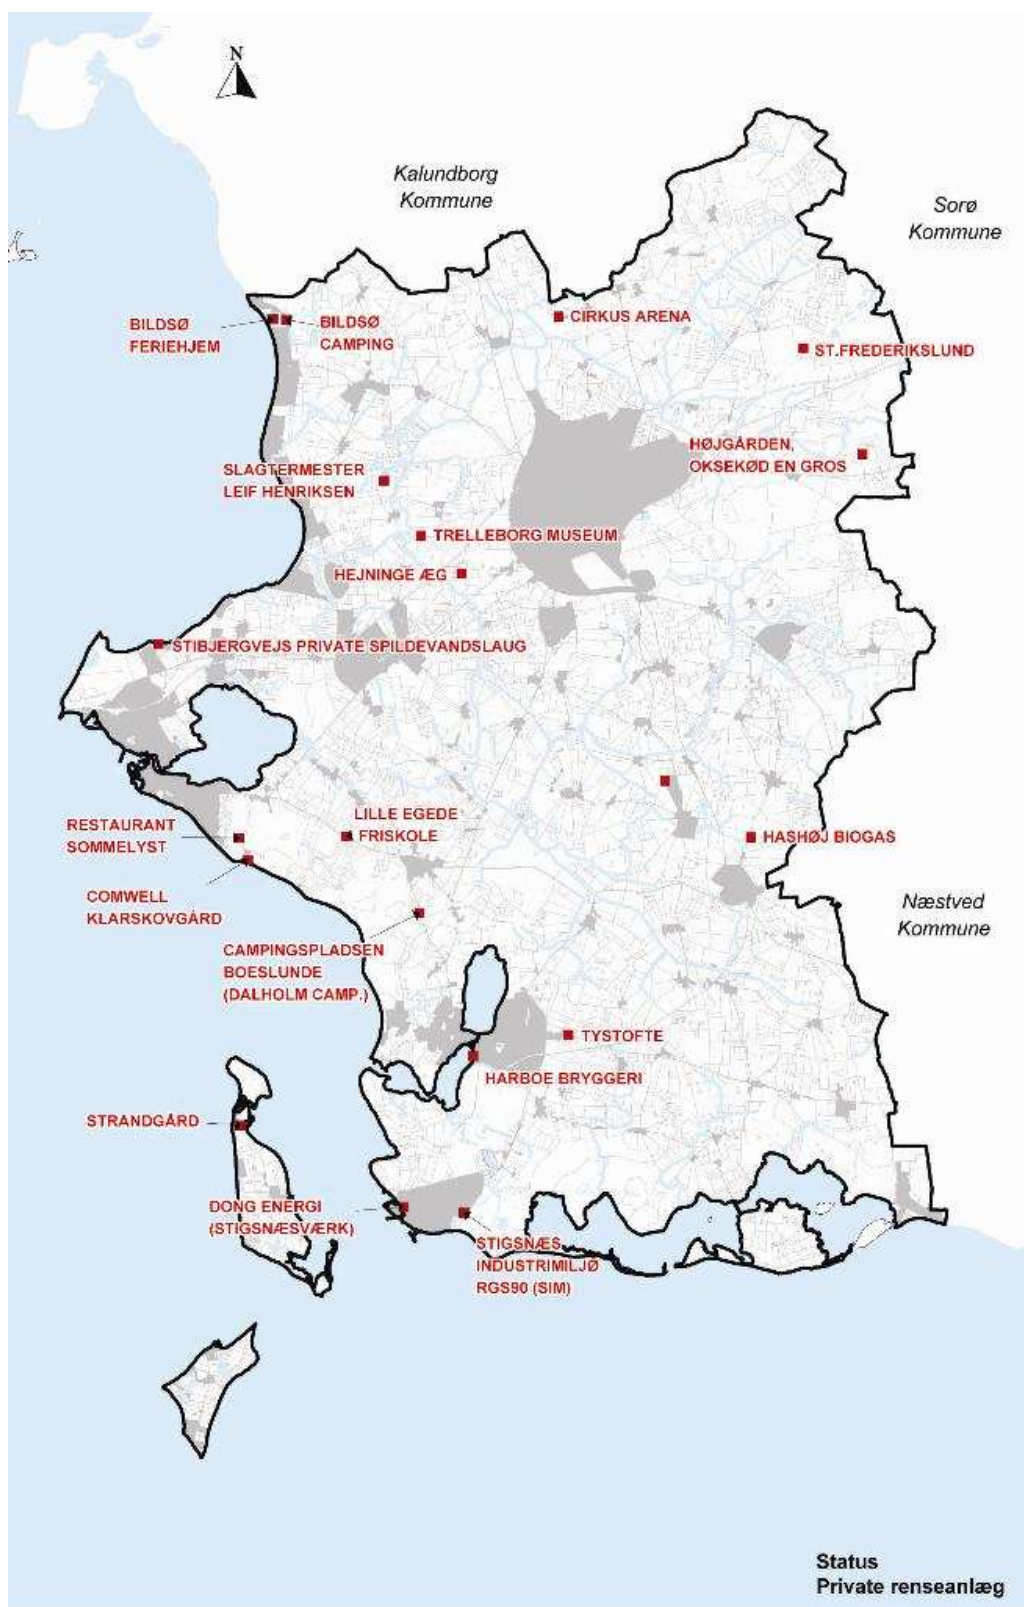 N
Kalundborg
Kommune
Sorø
Kommune
BILDSØ
FERIEHJEM
BILDSØ
CAMPING
CIRKUS ARENA
ST.FREDERIKSLUND
HØJGÅRDEN,
OKSEKØD EN GROS
SLAGTERMESTER
LEIF HENRIKSEN
TRELLEBORG MUSEUM
HEJNINGE ÆG
STIBJERGVEJS PRIVATE SPILDEVANDSLAUG
LILLE EGEDE
FRISKOLE
RESTAURANT
SOMMELYST
HASHØJ BIOGAS
COMWELL
KLARSKOVGÅRD
Næstved
Kommune
CAMPINGSPLADSEN
BOESLUNDE
(DALHOLM CAMP.)
TYSTOFTE
HARBOE BRYGGERI
STRANDGÅRD
DONG ENERGI
(STIGSNÆSVÆRK)
STIGSNÆS
INDUSTRIMILJØ
RGS90 (SIM)
Status
Private renseanlæg